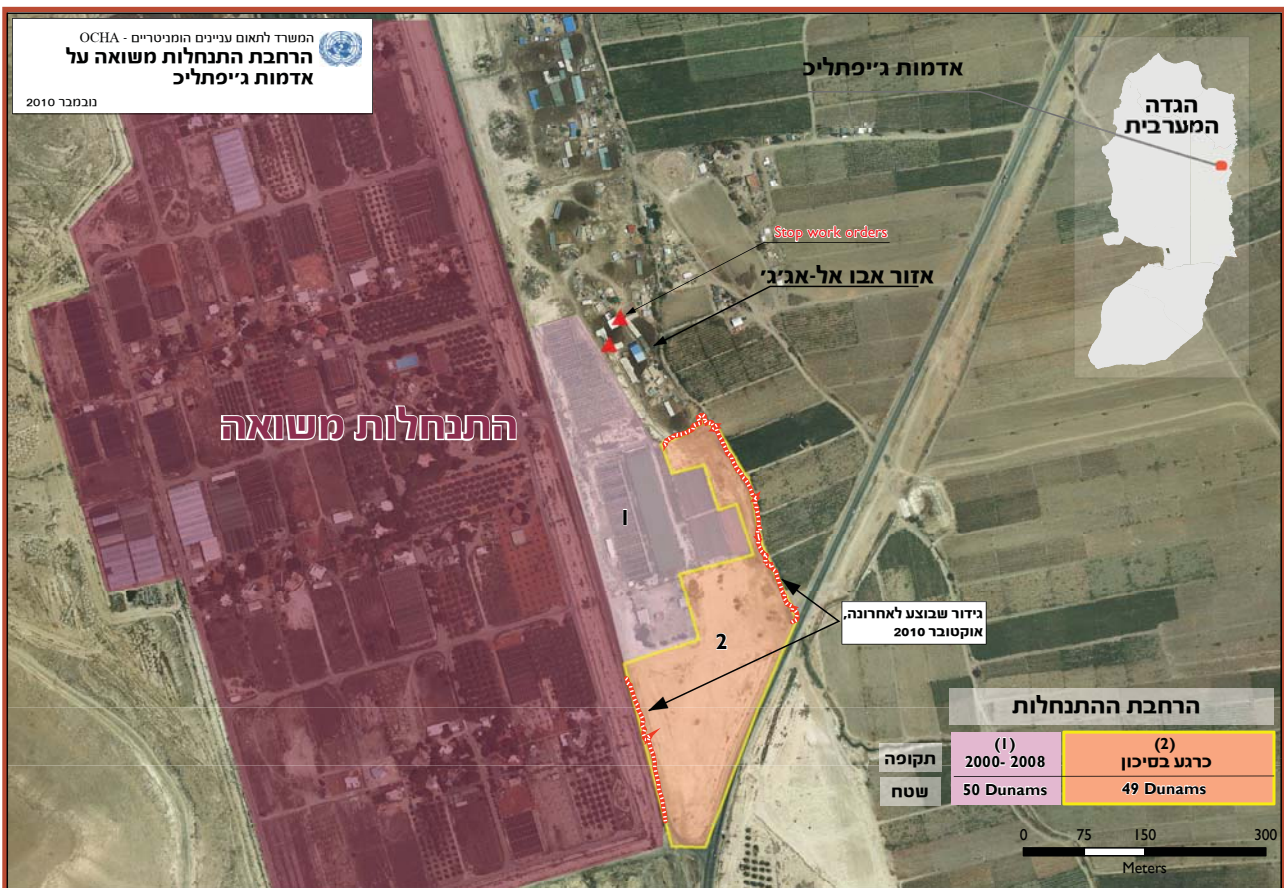 המשרד לתאום עניינים הומניטריים - OCHA
הרחבת התנחלות משואה על
אדמות ג'יפתליכ
נובמבר 2010
אדמות ג'יפתליכ
הגדה
המערבית
Stop work orders
אזור אבו אל-אג'ג'
התנחלות משואה
1
2
גידור שבוצע לאחרונה,
אוקטובר 2010
הרחבת ההתנחלות
תקופה
(1)
2000- 2008
(2)
כרגע בסיכון
שטח
50 Dunams
49 Dunams
0 75 150 300
Meters